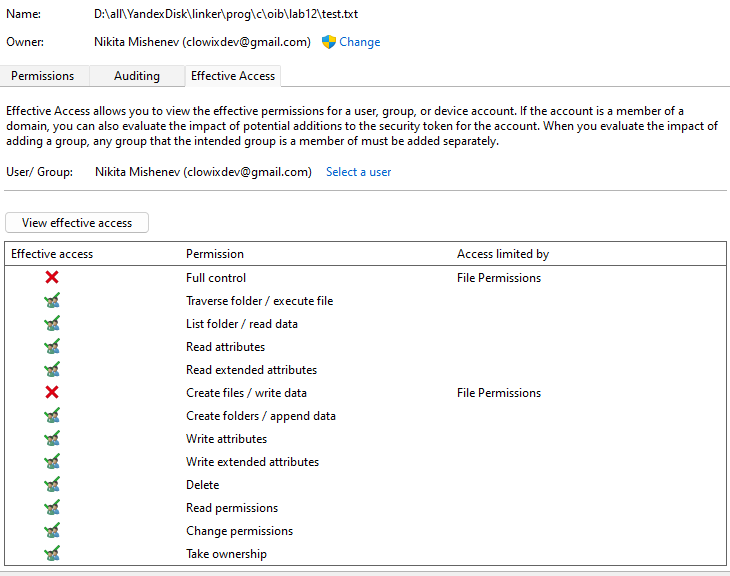 Name: D:\all\YandexDisk\linker\prog\c\oib\lab12\test.txt
Owner: Nikita Mishenev (clowixdev@gmail.com) Change
Permissions Auditing Effective Access
Effective Access allows you to view the effective permissions for a user, group, or device account. If the account is a member of a
domain, you can also evaluate the impact of potential additions to the security token for the account. When you evaluate the impact of
adding a group, any group that the intended group is a member of must be added separately.
User/ Group: Nikita Mishenev (clowixdev@gmail.com) Select a user
View effective access
Effective access Permission Access limited by
Full control File Permissions
Traverse folder / execute file
List folder / read data
Read attributes
Read extended attributes
Create files / write data File Permissions
Create folders / append data
Write attributes
Write extended attributes
Delete
Read permissions
Change permissions
Take ownership